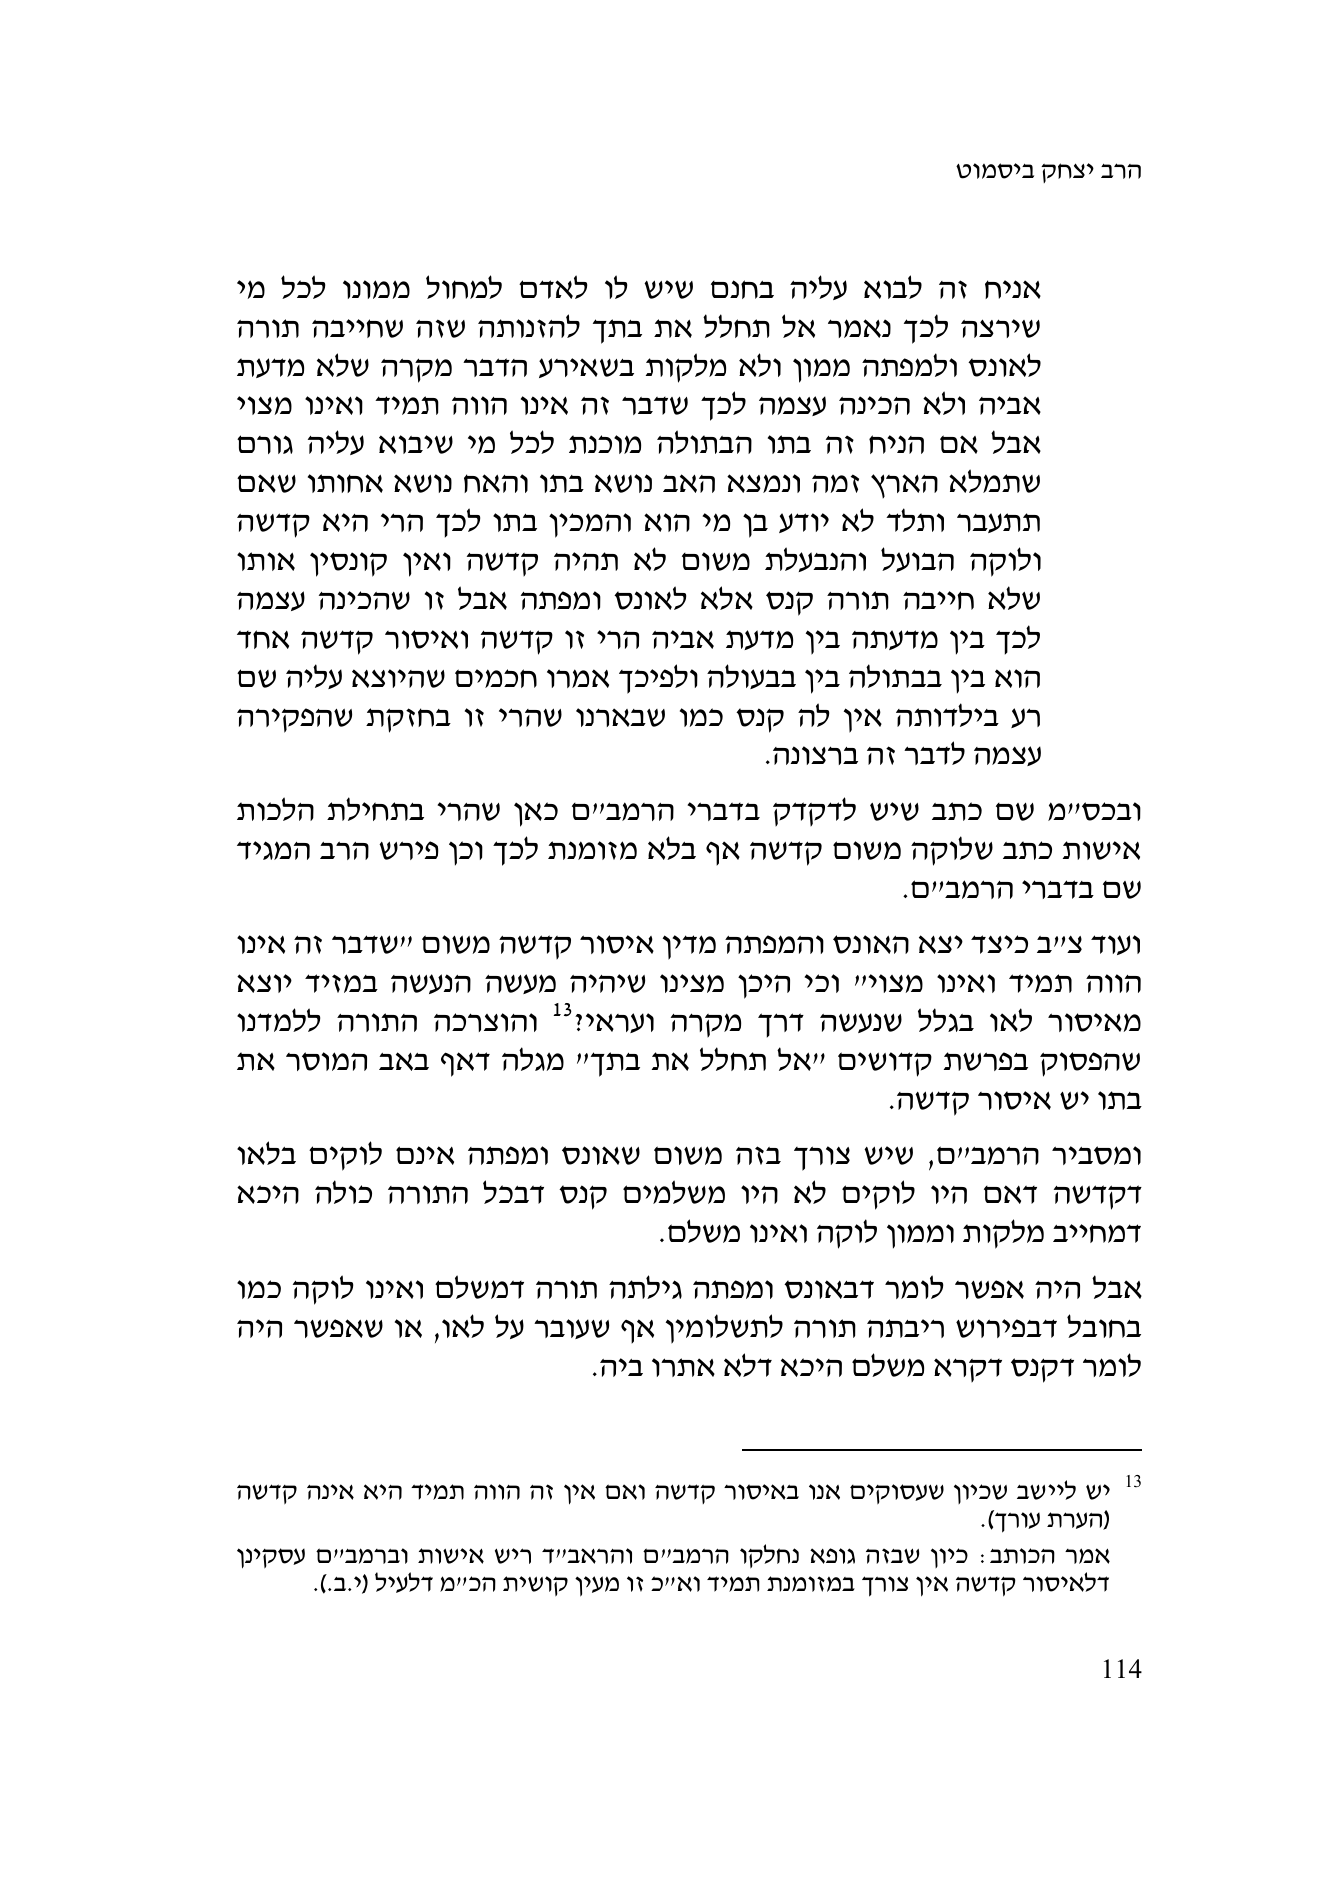 הרב יצחק ביסמוט
אניח זה לבוא עליה בחנם שיש לו לאדם למחול ממונו לכל מי
שירצה לכך נאמר אל תחלל את בתך להזנותה שזה שחייבה תורה
לאונס ולמפתה ממון ולא מלקות בשאירע הדבר מקרה שלא מדעת
אביה ולא הכינה עצמה לכך שדבר זה אינו הווה תמיד ואינו מצוי
אבל אם הניח זה בתו הבתולה מוכנת לכל מי שיבוא עליה גורם
שתמלא הארץ זמה ונמצא האב נושא בתו והאח נושא אחותו שאם
תתעבר ותלד לא יודע בן מי הוא והמכין בתו לכך הרי היא קדשה
ולוקה הבועל והנבעלת משום לא תהיה קדשה ואין קונסין אותו
שלא חייבה תורה קנס אלא לאונס ומפתה אבל זו שהכינה עצמה
לכך בין מדעתה בין מדעת אביה הרי זו קדשה ואיסור קדשה אחד
הוא בין בבתולה בין בבעולה ולפיכך אמרו חכמים שהיוצא עליה שם
רע בילדותה אין לה קנס כמו שבארנו שהרי זו בחזקת שהפקירה
עצמה לדבר זה ברצונה.
ובכס״מ שם כתב שיש לדקדק בדברי הרמב״ם כאן שהרי בתחילת הלכות
אישות כתב שלוקה משום קדשה אף בלא מזומנת לכך וכן פירש הרב המגיד
שם בדברי הרמב״ם.
ועוד צ״ב כיצד יצא האונס והמפתה מדין איסור קדשה משום ״שדבר זה אינו
הווה תמיד ואינו מצוי״ וכי היכן מצינו שיהיה מעשה הנעשה במזיד יוצא
מאיסור לאו בגלל שנעשה דרך מקרה ועראי?13 והוצרכה התורה ללמדנו
שהפסוק בפרשת קדושים ״אל תחלל את בתך״ מגלה דאף באב המוסר את
בתו יש איסור קדשה.
ומסביר הרמב״ם, שיש צורך בזה משום שאונס ומפתה אינם לוקים בלאו
דקדשה דאם היו לוקים לא היו משלמים קנס דבכל התורה כולה היכא
דמחייב מלקות וממון לוקה ואינו משלם.
אבל היה אפשר לומר דבאונס ומפתה גילתה תורה דמשלם ואינו לוקה כמו
בחובל דבפירוש ריבתה תורה לתשלומין אף שעובר על לאו, או שאפשר היה
לומר דקנס דקרא משלם היכא דלא אתרו ביה.
13 יש ליישב שכיון שעסוקים אנו באיסור קדשה ואם אין זה הווה תמיד היא אינה קדשה
(הערת עורך).
אמר הכותב: כיון שבזה גופא נחלקו הרמב״ם והראב״ד ריש אישות וברמב״ם עסקינן
דלאיסור קדשה אין צורך במזומנת תמיד וא״כ זו מעין קושית הכ״מ דלעיל (י.ב.).
114